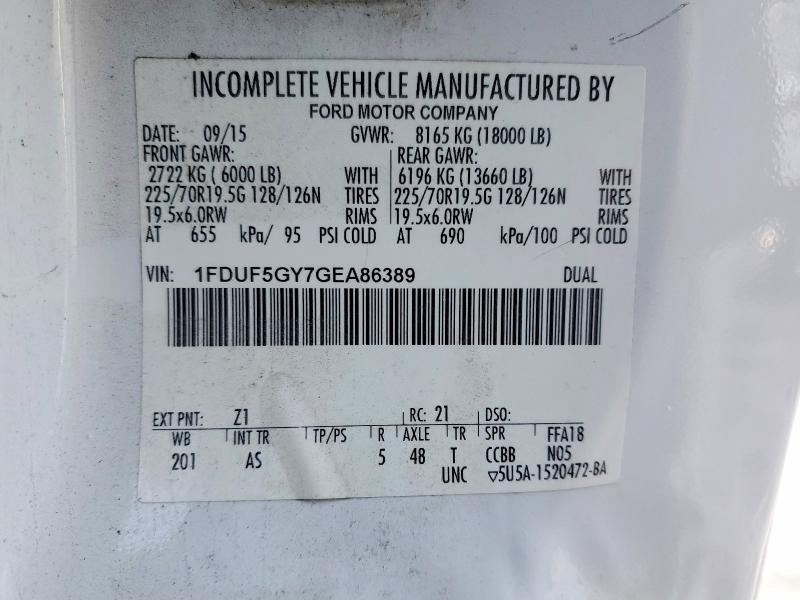 INCOMPLETE VEHICLE MANUFACTURED BY
FORD MOTOR COMPANY
DATE: 09/15 GVWR: 8165 KG (18000 LB)
FRONT GAWR: REAR GAWR:
2722 KG ( 6000 LB) WITH 6196 KG (13660 LB) WITH
225/70R19.5G 128/126N TIRES 225/70R19.5G 128/126N TIRES
19.5x6.0RW RIMS 19.5x6.0RW RIMS
AT 655 kPa/ 95 PSI COLD AT 690 kPa/100 PSI COLD
VIN: 1FDUF5GY7GEA86389 DUAL
EXT PNT: Z1 RC: 21 DSO:
WB INT TR TP/PS R AXLE TR SPR FFA18
201 AS 5 48 T CCBB N05
UNC ▽5U5A-1520472-BA